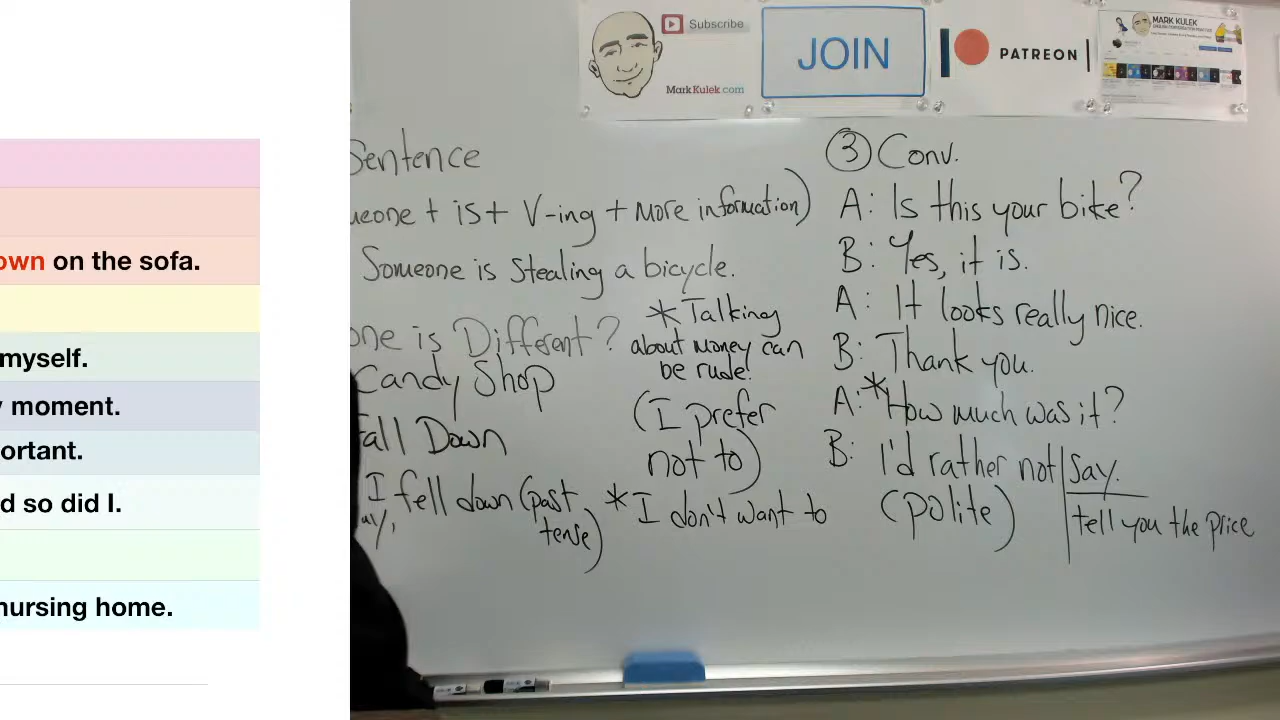 own on the sofa.
myself.
moment.
ortant.
d so did I.
nursing home.
Subscribe
MarkKulek.com
JOIN
PATREON
MARK KULEK
Sentence
eone + is + V-ing + More information)
Someone is stealing a bicycle.
one is Different?
Candy Shop
Fall Down
I fell down (past
tense)
ay,
* Talking
about money can
be rude!
(I prefer
not to)
* I don't want to
3 Conv.
A: Is this your bike?
B: Yes, it is.
A: It looks really nice.
B: Thank you.
A: *How much was it?
B: I'd rather not say.
(polite)
tell you the price